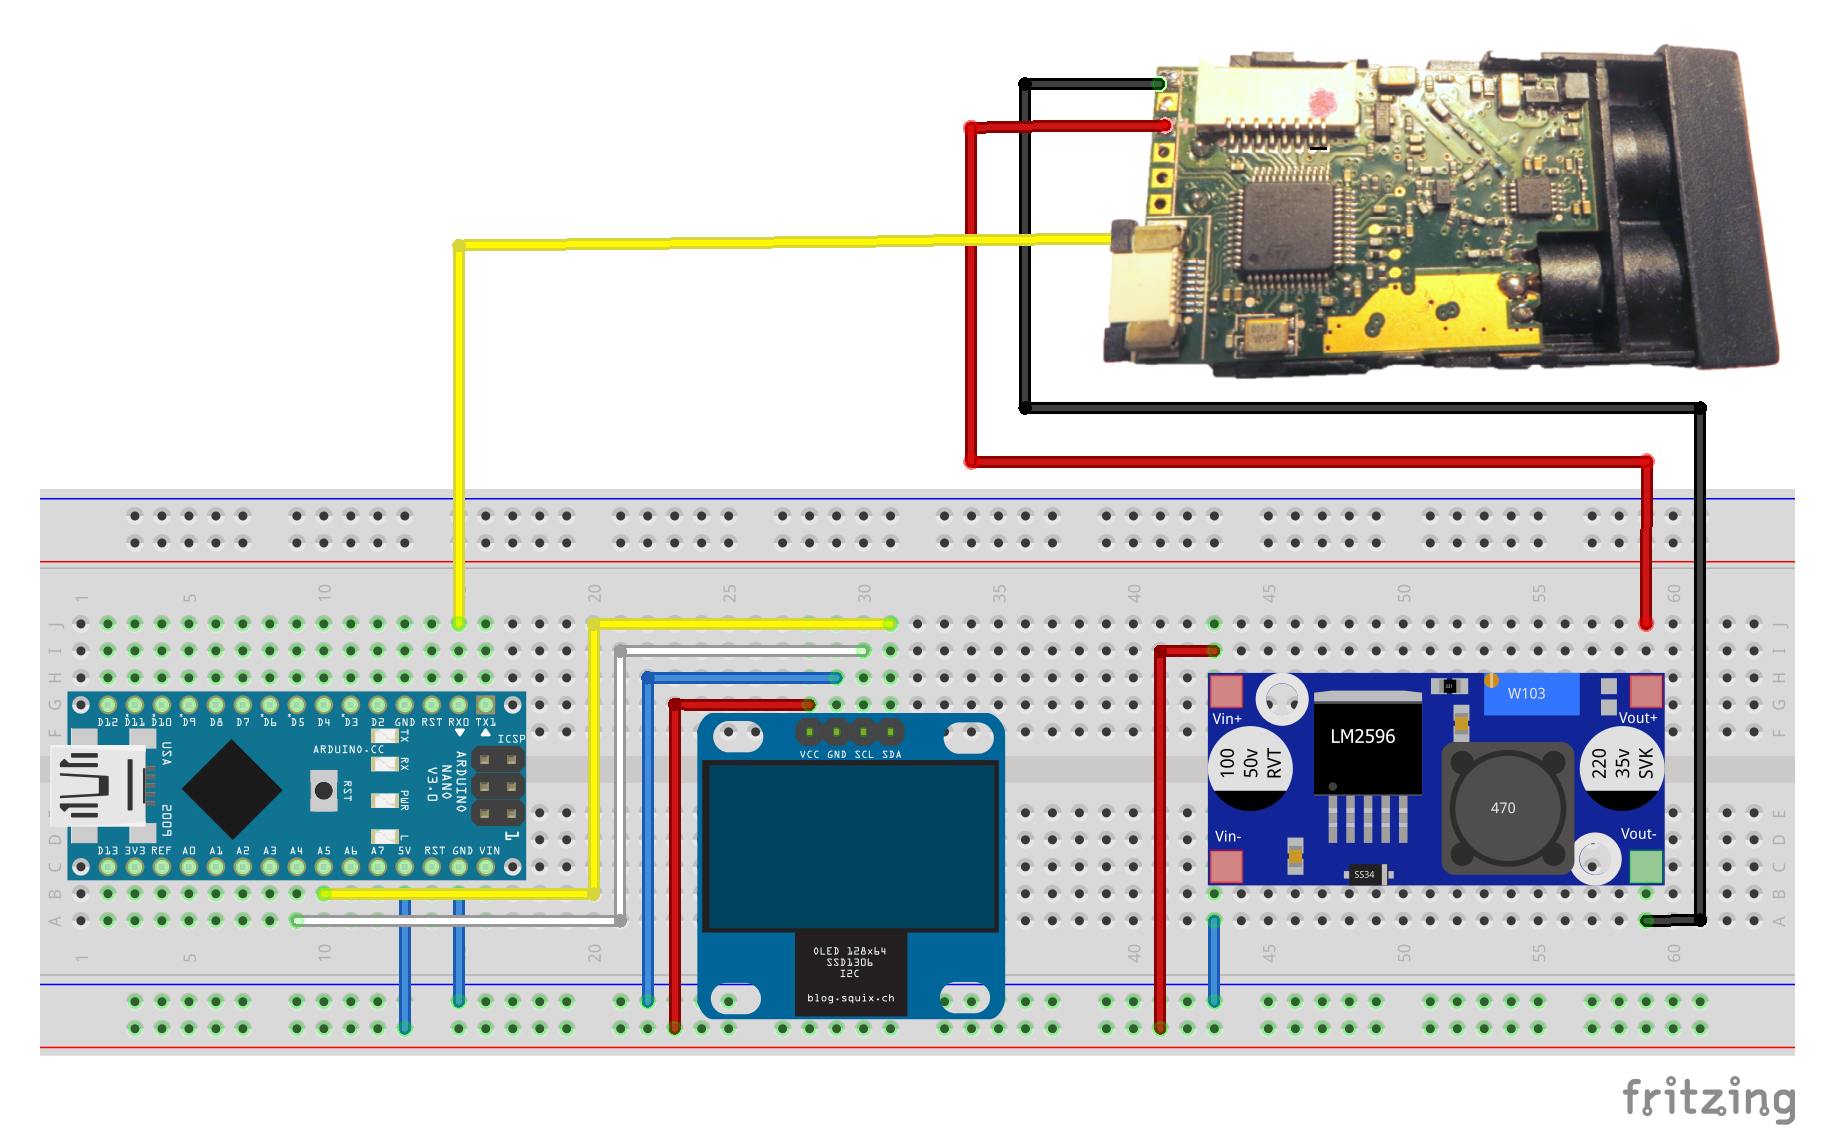 1 5 10 20 25 30 35 40 45 50 55 60
J J
I I
H H
G G
F F
D12 D11 D10 D9 D8 D7 D6 D5 D4 D3 D2 GND RST RX0 TX1
ARDUINO.CC
USA
2009
RST
TX
RX
PWR
L
ICSP
1
ARDUINO
NANO
V3.0
D13 3V3 REF A0 A1 A2 A3 A4 A5 A6 A7 5V RST GND VIN
VCC GND SCL SDA
OLED 128x64
SSD1306
I2C
blog.squix.ch
Vin+
W103
Vout+
LM2596
100
50v
RVT
220
35v
SVK
470
Vin-
Vout-
SS34
E
D D
C C
B B
A A
1 10 20 40 45 50 55 60
fritzing